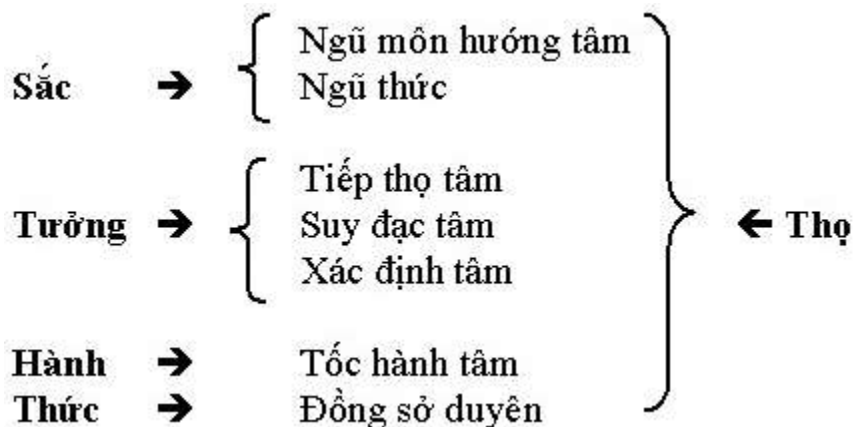 Ngũ môn hướng tâm
Sắc ➔ Ngũ thức
Tiếp thọ tâm
Tưởng ➔ Suy đạc tâm ← Thọ
Xác định tâm
Hành ➔ Tốc hành tâm
Thức ➔ Đồng sở duyên